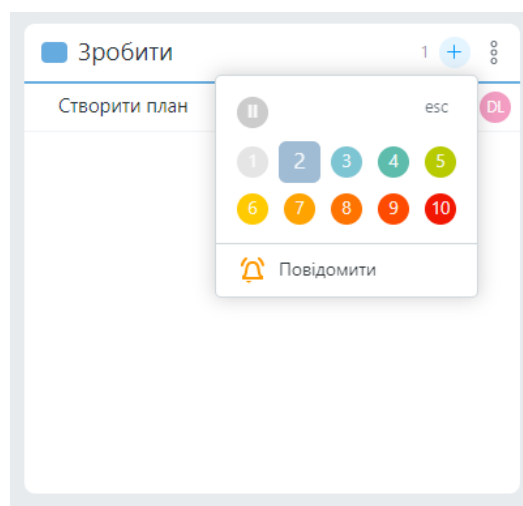 Зробити 1 +
Створити план DL
esc
1 2 3 4 5
6 7 8 9 10
Повідомити